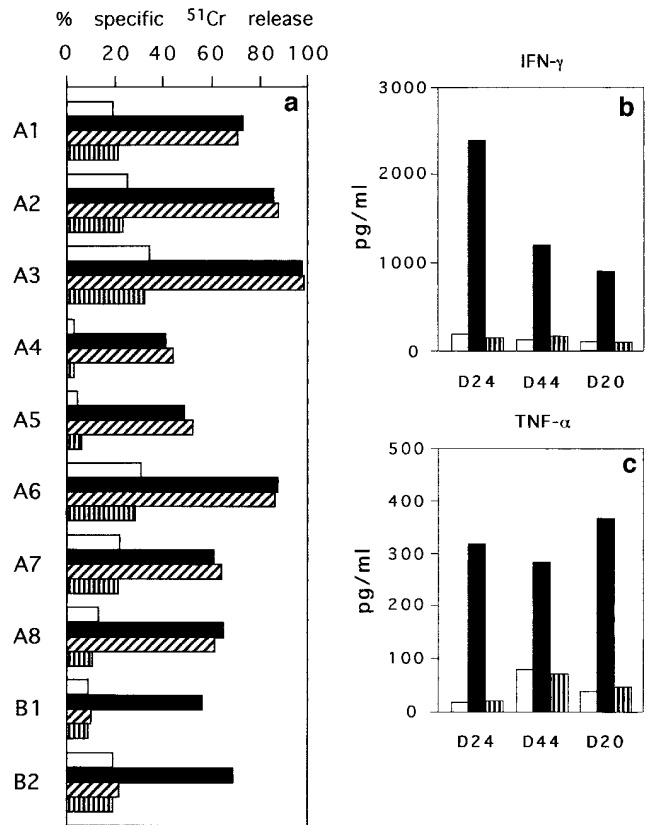 % specific ⁵¹Cr release
0 20 40 60 80 100
a
A1
A2
A3
A4
A5
A6
A7
A8
B1
B2
IFN-γ
b
3000
2000
1000
0
pg/ml
D24 D44 D20
TNF-α
c
500
400
300
200
100
0
pg/ml
D24 D44 D20